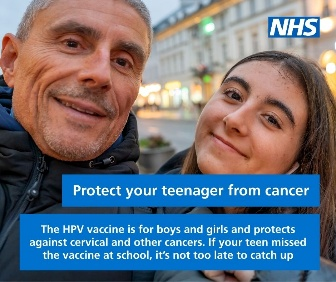 NHS
Protect your teenager from cancer
The HPV vaccine is for boys and girls and protects
against cervical and other cancers. If your teen missed
the vaccine at school, it's not too late to catch up